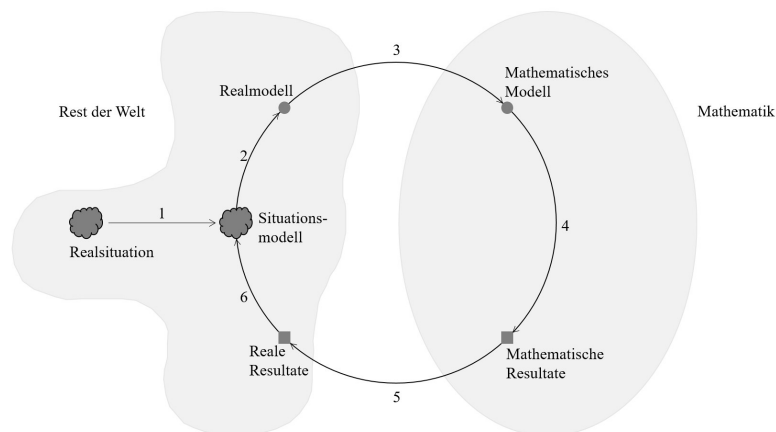 3
Realmodell
Mathematisches
Modell
Rest der Welt
Mathematik
2
1
Situations-
modell
Realsituation
4
6
Reale
Resultate
Mathematische
Resultate
5